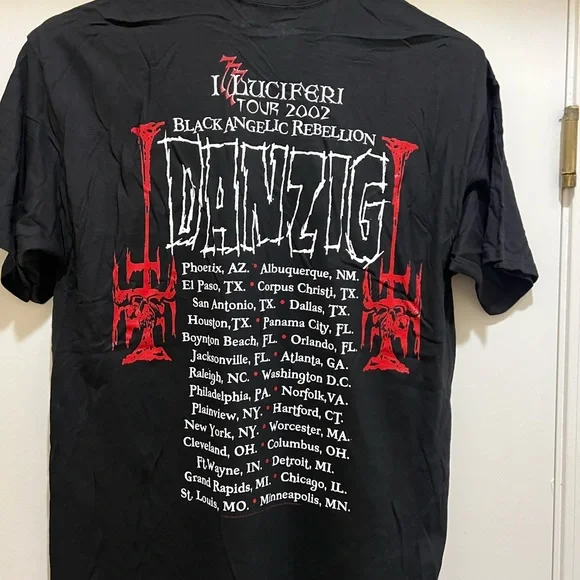 777
I LUCIFERI
TOUR 2002
BLACK ANGELIC REBELLION
DANZIG
Phoenix, AZ. • Albuquerque, NM.
El Paso, TX. • Corpus Christi, TX.
San Antonio, TX. • Dallas, TX.
Houston, TX. • Panama City, FL.
Boynton Beach, FL. • Orlando, FL.
Jacksonville, FL. • Atlanta, GA.
Raleigh, NC. • Washington D.C.
Philadelphia, PA. • Norfolk, VA.
Plainview, NY. • Hartford, CT.
New York, NY. • Worcester, MA.
Cleveland, OH. • Columbus, OH.
Ft. Wayne, IN. • Detroit, MI.
Grand Rapids, MI. • Chicago, IL.
St. Louis, MO. • Minneapolis, MN.